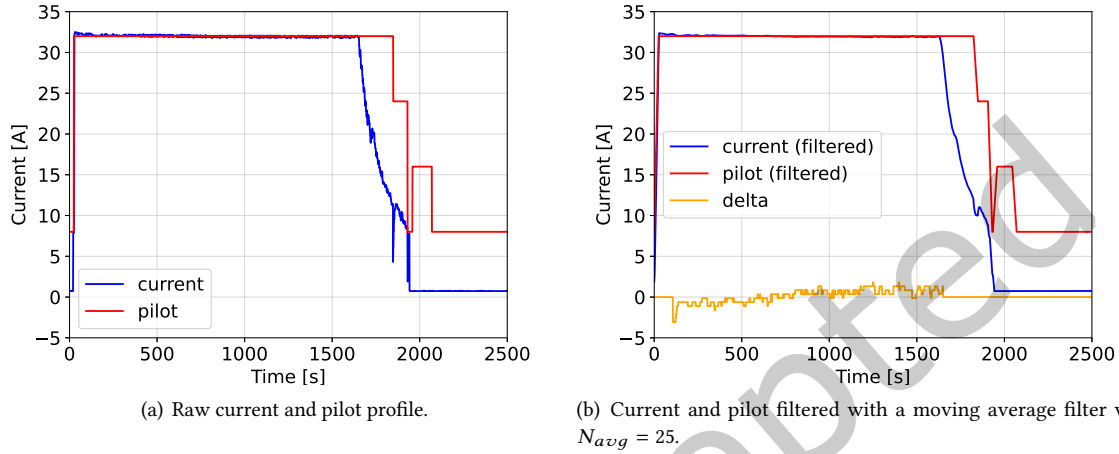 35
30
25
20
15
10
5
0
−5
Current [A]
current
pilot
0 500 1000 1500 2000 2500
Time [s]
(a) Raw current and pilot profile.
35
30
25
20
15
10
5
0
−5
Current [A]
current (filtered)
pilot (filtered)
delta
0 500 1000 1500 2000 2500
Time [s]
(b) Current and pilot filtered with a moving average filter
N_avg = 25.
pted